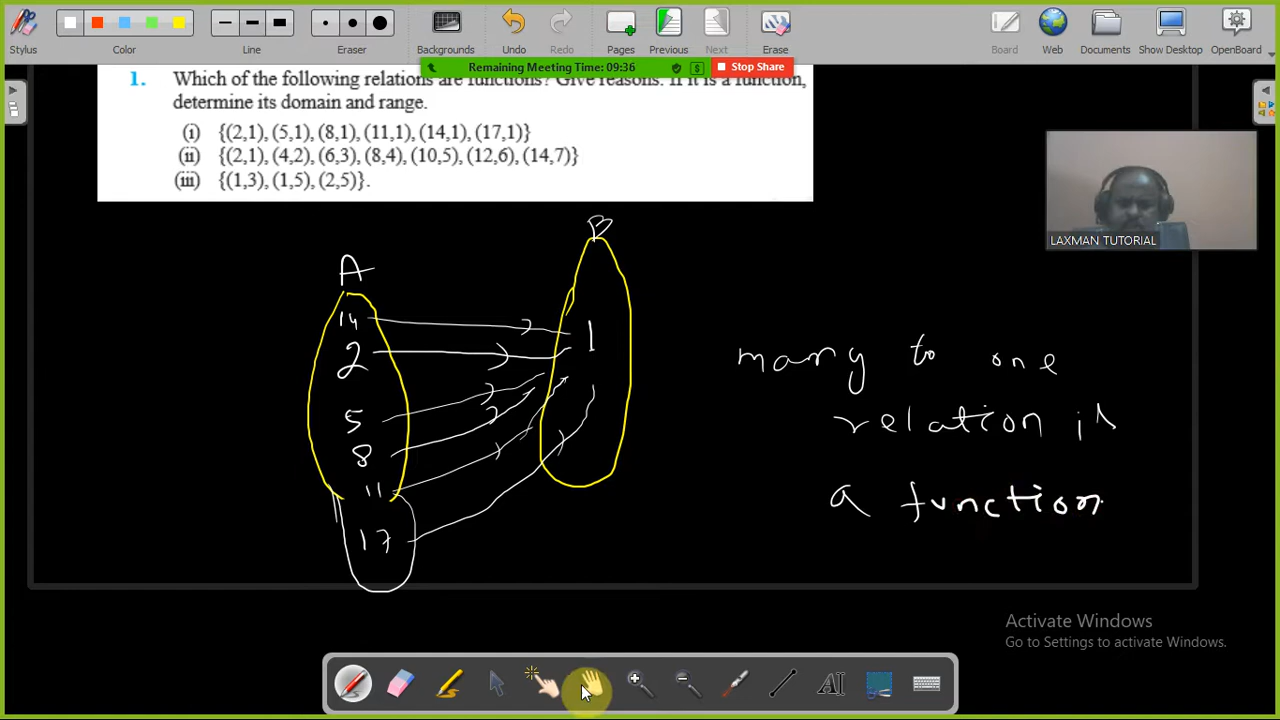 Stylus Color Line Eraser Backgrounds Undo Redo Pages Previous Next Erase Board Web Documents Show Desktop OpenBoard
Remaining Meeting Time: 09:36 $ Stop Share
1. Which of the following relations are functions? Give reasons. If it is a function,
determine its domain and range.
(i) {(2,1), (5,1), (8,1), (11,1), (14,1), (17,1)}
(ii) {(2,1), (4,2), (6,3), (8,4), (10,5), (12,6), (14,7)}
(iii) {(1,3), (1,5), (2,5)}.
LAXMAN TUTORIAL
A
B
14
2
5
8
11
17
1
many to one
relation is
a function
Activate Windows
Go to Settings to activate Windows.
AI